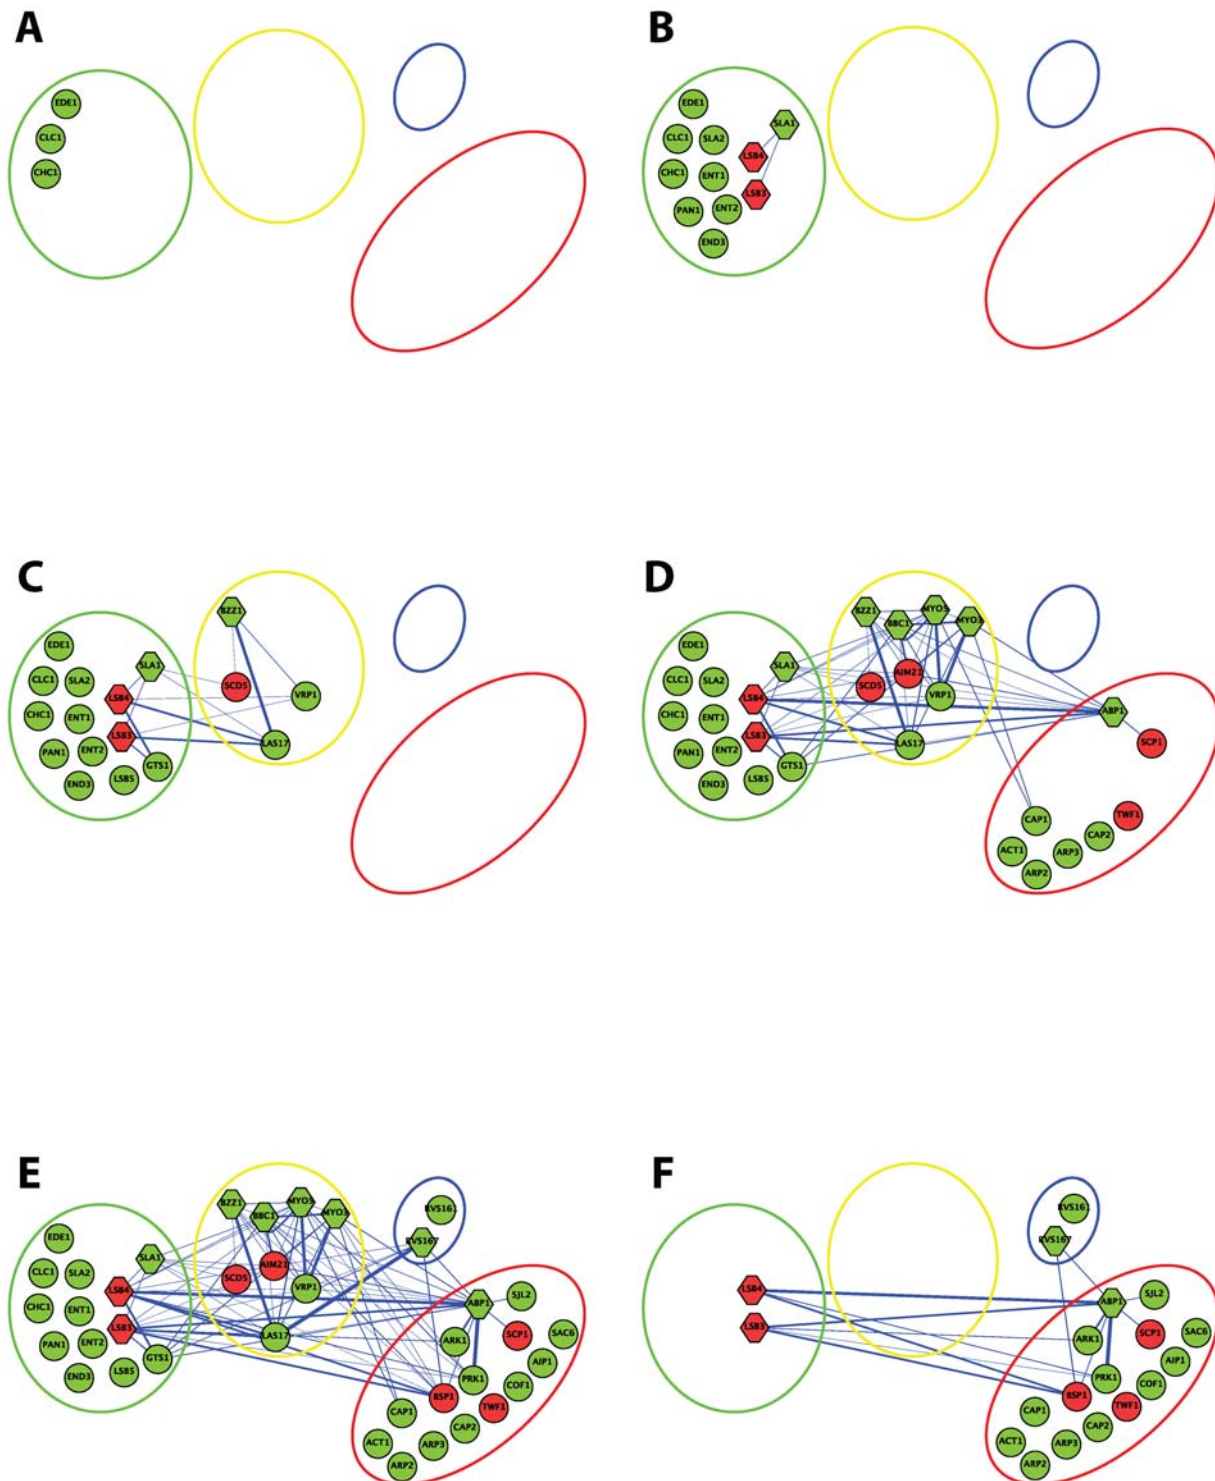 A
EDE1
CLC1
CHC1
B
EDE1
SLA1
CLC1
SLA2
LSB4
CHC1
ENT1
LSB3
PAN1
ENT2
END3
C
BZZ1
EDE1
SLA1
CLC1
SLA2
SCD5
LSB4
VRP1
CHC1
ENT1
LSB3
LAS17
PAN1
ENT2
GTS1
END3
LSB5
D
BZZ1
MYO5
BBC1
MYO3
EDE1
SLA1
AIM21
CLC1
SLA2
SCD5
LSB4
VRP1
ABP1
CHC1
ENT1
LSB3
LAS17
SCP1
PAN1
ENT2
GTS1
END3
LSB5
CAP1
TWF1
CAP2
ACT1
ARP3
ARP2
E
BZZ1
MYO5
BBC1
MYO3
RVS161
EDE1
RVS167
SLA1
AIM21
CLC1
SLA2
SCD5
LSB4
VRP1
SJL2
ABP1
CHC1
ENT1
LSB3
LAS17
SCP1
SAC6
PAN1
ENT2
ARK1
GTS1
AIP1
END3
LSB5
PRK1
COF1
BSP1
TWF1
CAP1
CAP2
ACT1
ARP3
ARP2
F
RVS161
RVS167
LSB4
SJL2
ABP1
LSB3
SCP1
SAC6
ARK1
AIP1
PRK1
COF1
BSP1
TWF1
CAP1
CAP2
ACT1
ARP3
ARP2